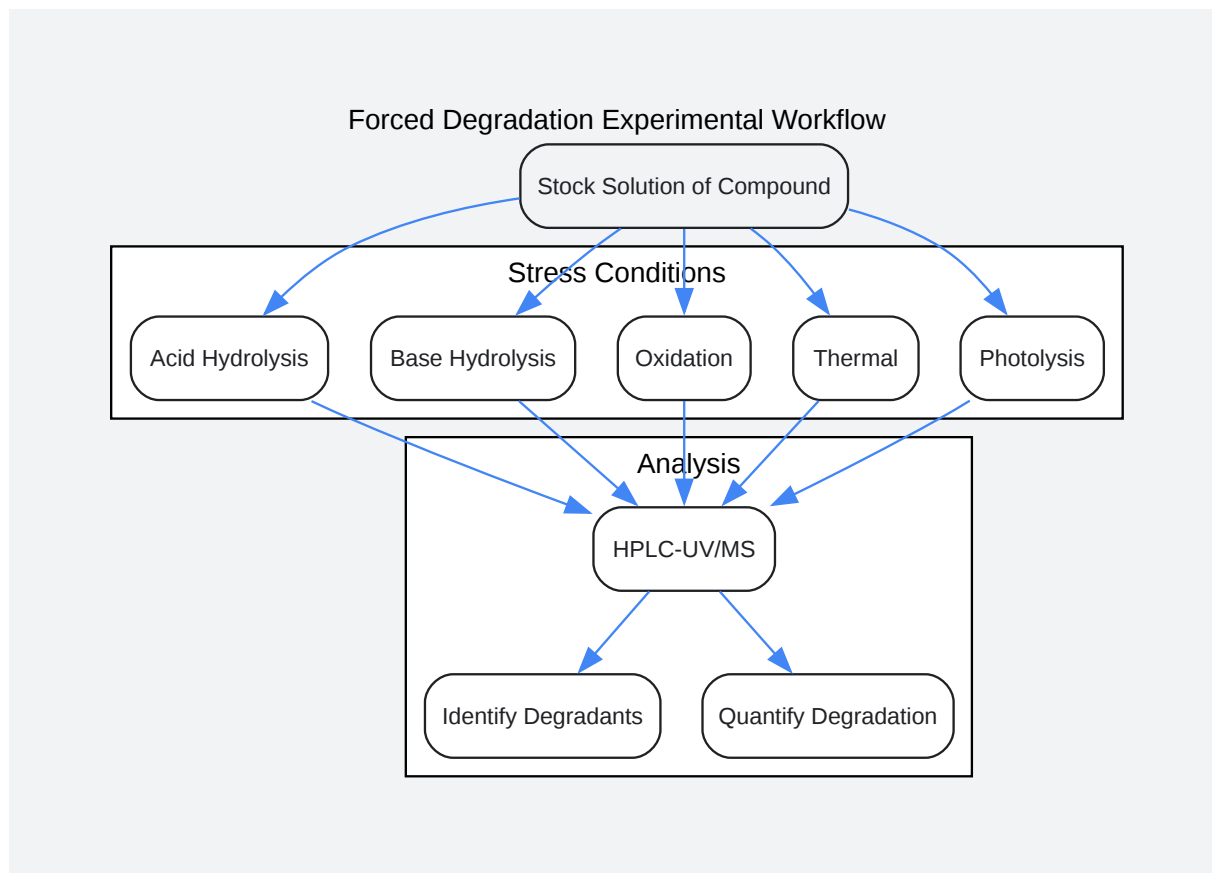 Forced Degradation Experimental Workflow
Stock Solution of Compound
Stress Conditions
Acid Hydrolysis
Base Hydrolysis
Oxidation
Thermal
Photolysis
Analysis
HPLC-UV/MS
Identify Degradants
Quantify Degradation